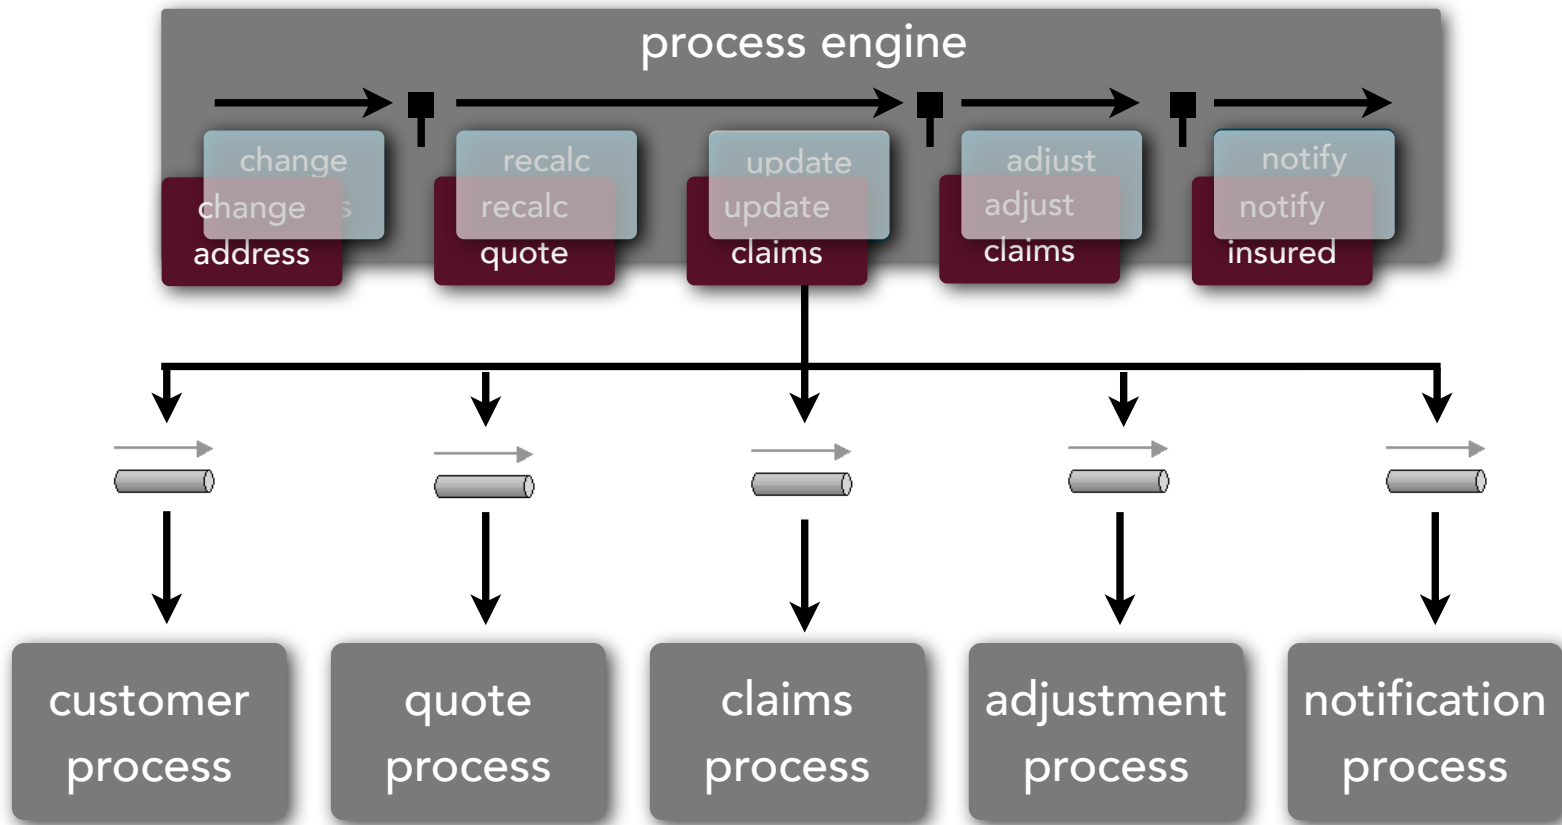 process engine
change
recalc
update
adjust
notify
change s
address
recalc
quote
update
claims
adjust
claims
notify
insured
customer
process
quote
process
claims
process
adjustment
process
notification
process